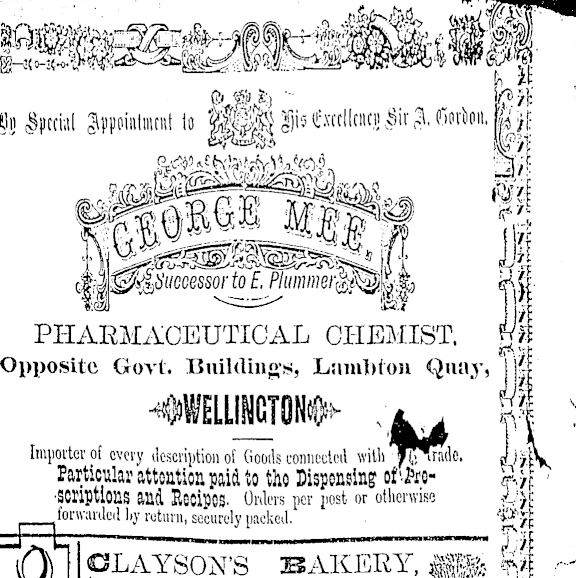 By Special Appointment to His Excellency Sir A. Gordon.
GEORGE MEE.
Successor to E. Plummer
PHARMACEUTICAL CHEMIST,
Opposite Govt. Buildings, Lambton Quay,
WELLINGTON
Importer of every description of Goods connected with trade.
Particular attention paid to the Dispensing of Pre-
scriptions and Recipes. Orders per post or otherwise
forwarded by return, securely packed.
CLAYSON'S BAKERY,